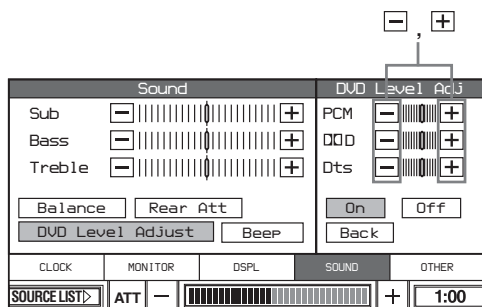 − , +
Sound DVD Level Adj
Sub − + PCM − +
Bass − + DD D − +
Treble − + Dts − +
Balance Rear Att On Off
DVD Level Adjust Beep Back
CLOCK MONITOR DSPL SOUND OTHER
SOURCE LIST ATT − + 1:00